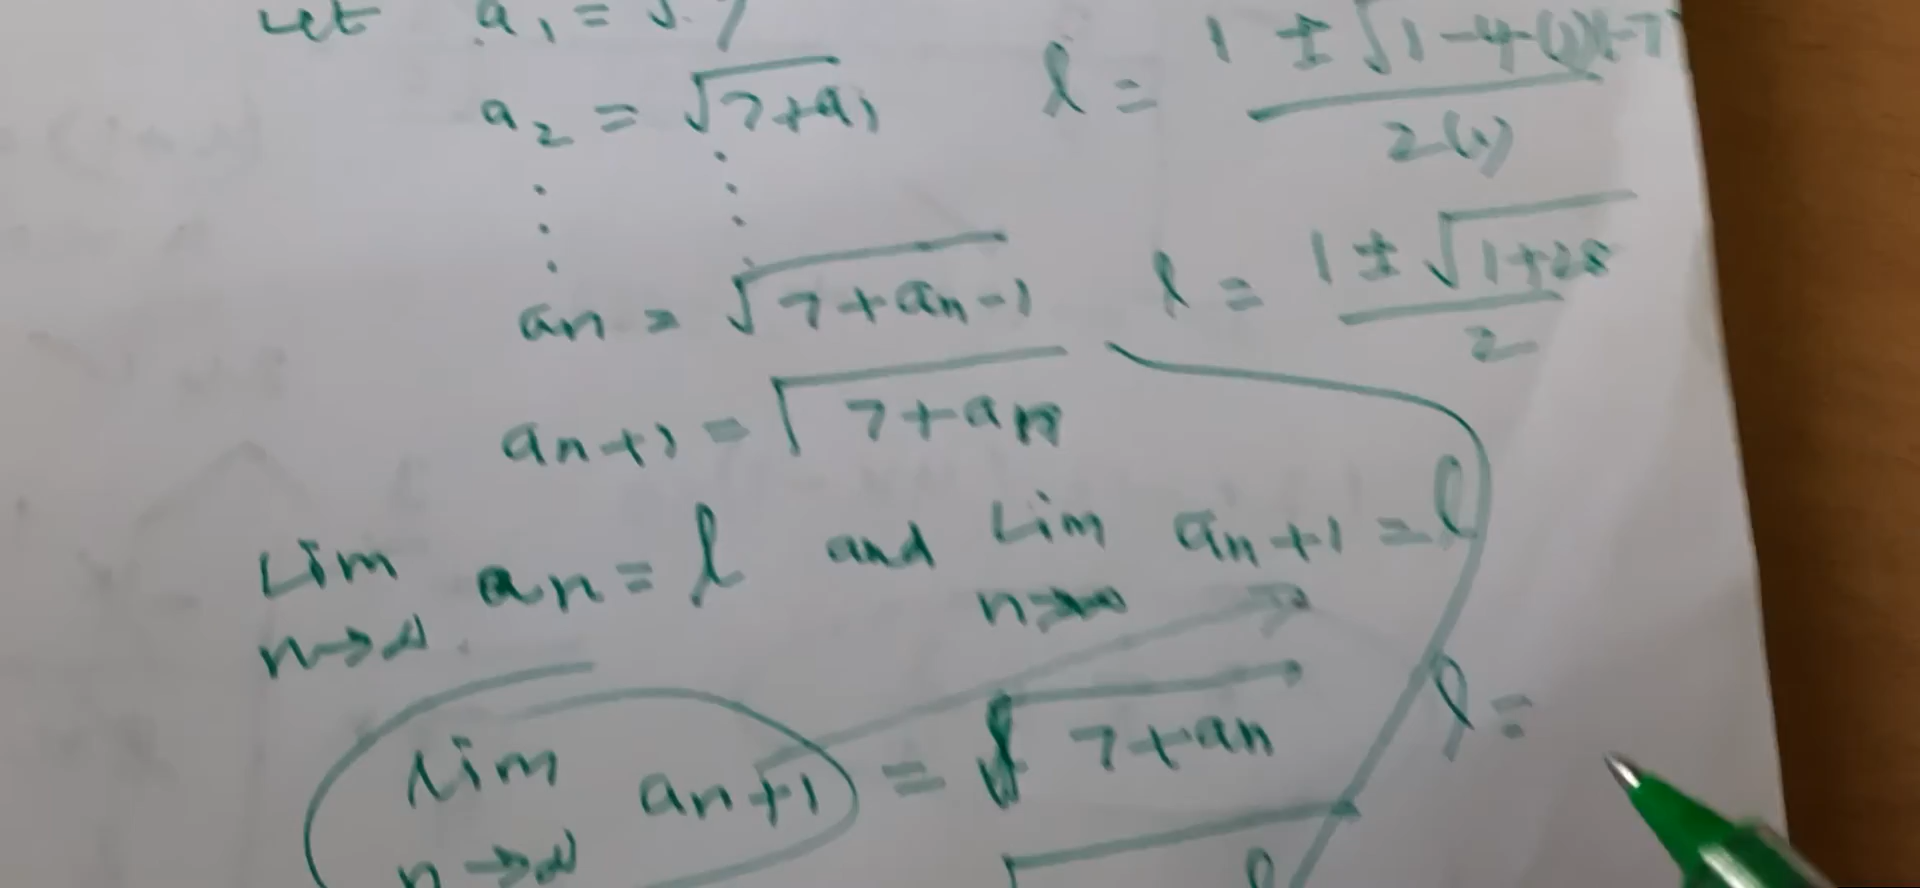 Let a₁ = √7
a₂ = √(7+a₁)
⋮ ⋮
an = √(7+an-1)
an+1 = √(7+an)
Lim n→∞ an = l and Lim n→∞ an+1 = l
Lim n→∞ an+1 = √(7+an)
l
l = (1 ± √(1-4(1)(-7)) / 2(1)
l = (1 ± √(1+28)) / 2
l =